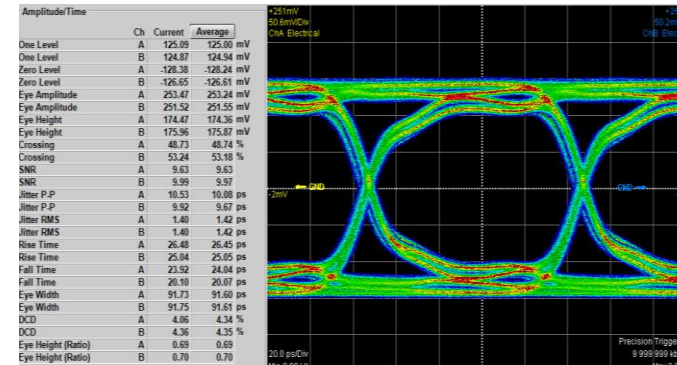 Amplitude/Time
Ch Current Average
One Level A 125.09 125.00 mV
One Level B 124.87 124.94 mV
Zero Level A -128.38 -128.24 mV
Zero Level B -126.65 -126.61 mV
Eye Amplitude A 253.47 253.24 mV
Eye Amplitude B 251.52 251.55 mV
Eye Height A 174.47 174.36 mV
Eye Height B 175.96 175.87 mV
Crossing A 48.73 48.74 %
Crossing B 53.24 53.18 %
SNR A 9.63 9.63
SNR B 9.99 9.97
Jitter P-P A 10.53 10.08 ps
Jitter P-P B 9.92 9.67 ps
Jitter RMS A 1.40 1.42 ps
Jitter RMS B 1.40 1.42 ps
Rise Time A 26.48 26.45 ps
Rise Time B 25.04 25.05 ps
Fall Time A 23.92 24.04 ps
Fall Time B 20.10 20.07 ps
Eye Width A 91.73 91.60 ps
Eye Width B 91.75 91.61 ps
DCD A 4.06 4.34 %
DCD B 4.36 4.35 %
Eye Height (Ratio) A 0.69 0.69
Eye Height (Ratio) B 0.70 0.70
+251mV
50.6mV/Div
ChA Electrical
ChB Elec
GND
GND
-2mV
20.0 ps/Div
Precision Trigge
9 999 999